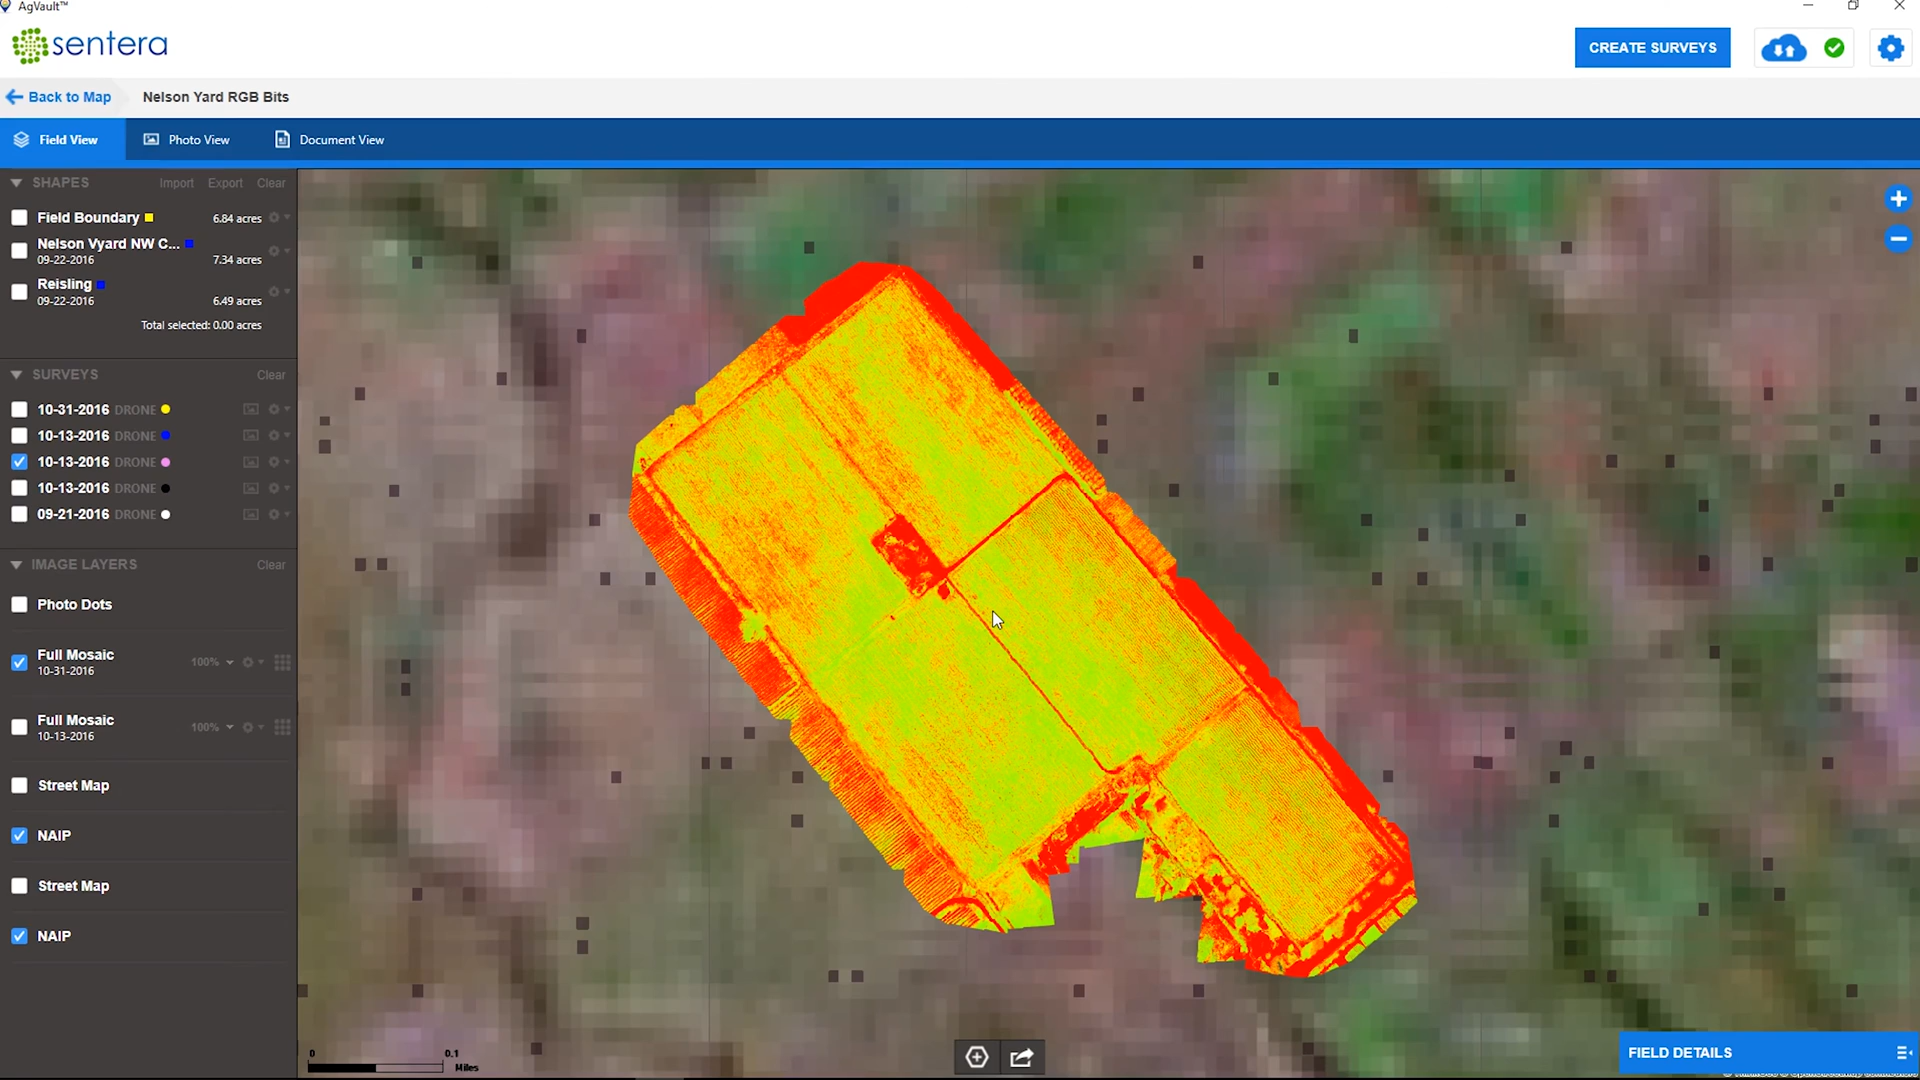 AgVault™
sentera
CREATE SURVEYS
Back to Map
Nelson Yard RGB Bits
Field View
Photo View
Document View
SHAPES Import Export Clear
Field Boundary 6.84 acres
Nelson Vyard NW C...
09-22-2016 7.34 acres
Reisling
09-22-2016 6.49 acres
Total selected: 0.00 acres
SURVEYS Clear
10-31-2016 DRONE
10-13-2016 DRONE
10-13-2016 DRONE
10-13-2016 DRONE
09-21-2016 DRONE
IMAGE LAYERS Clear
Photo Dots
Full Mosaic
10-31-2016 100%
Full Mosaic
10-13-2016 100%
Street Map
NAIP
Street Map
NAIP
0 0.1
Miles
FIELD DETAILS